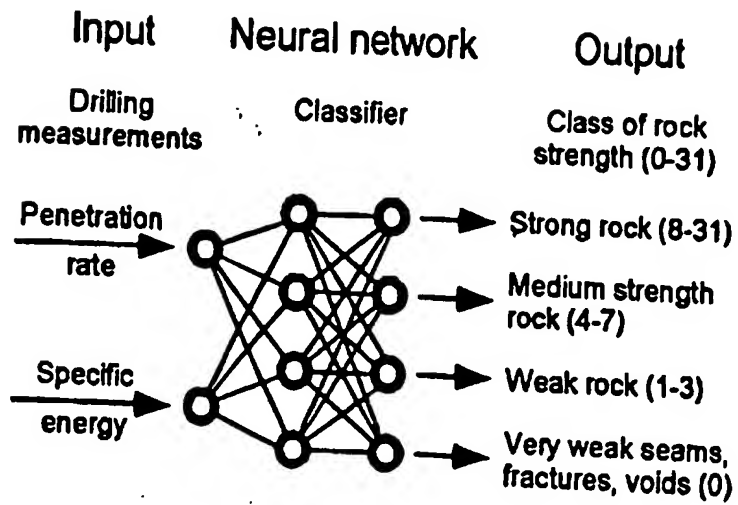 Input
Neural network
Output
Drilling
measurements
Classifier
Class of rock
strength (0-31)
Penetration
rate
Specific
energy
Strong rock (8-31)
Medium strength
rock (4-7)
Weak rock (1-3)
Very weak seams,
fractures, voids (0)